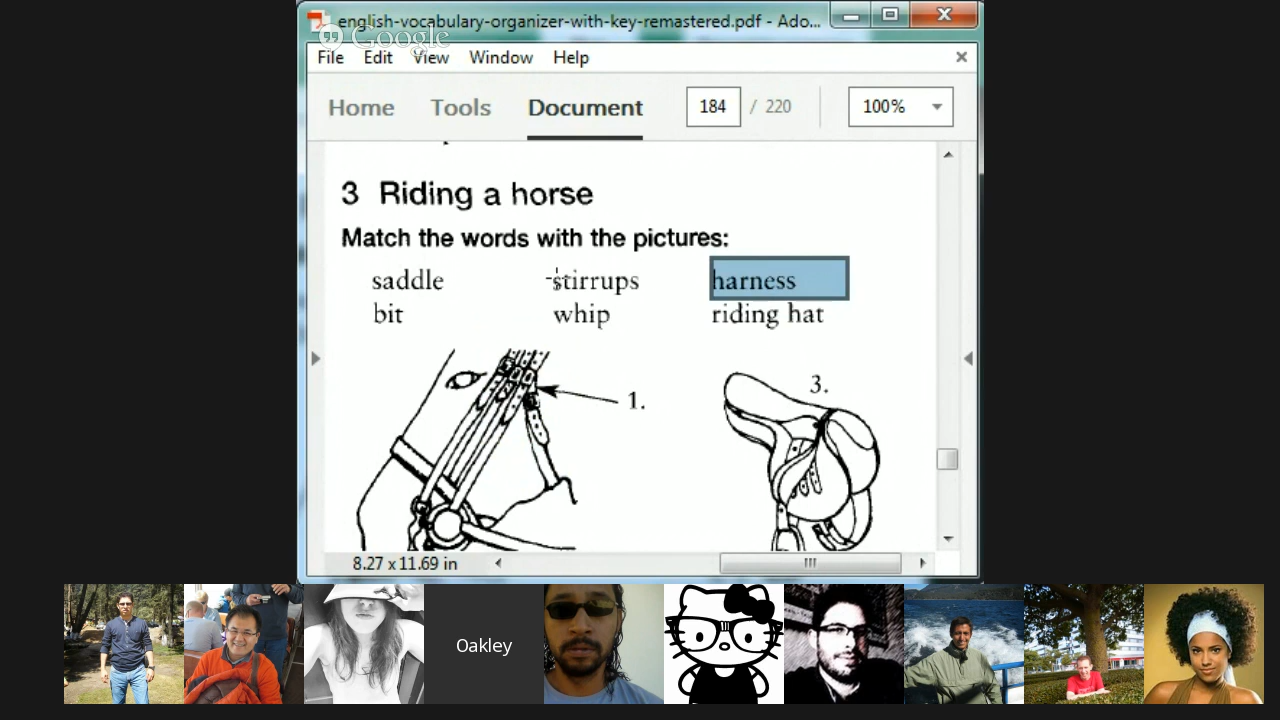 english-vocabulary-organizer-with-key-remastered.pdf - Ado...
Google
File Edit View Window Help
Home Tools Document 184 / 220 100%
3 Riding a horse
Match the words with the pictures:
saddle stirrups harness
bit whip riding hat
1.
3.
8.27 x 11.69 in
Oakley